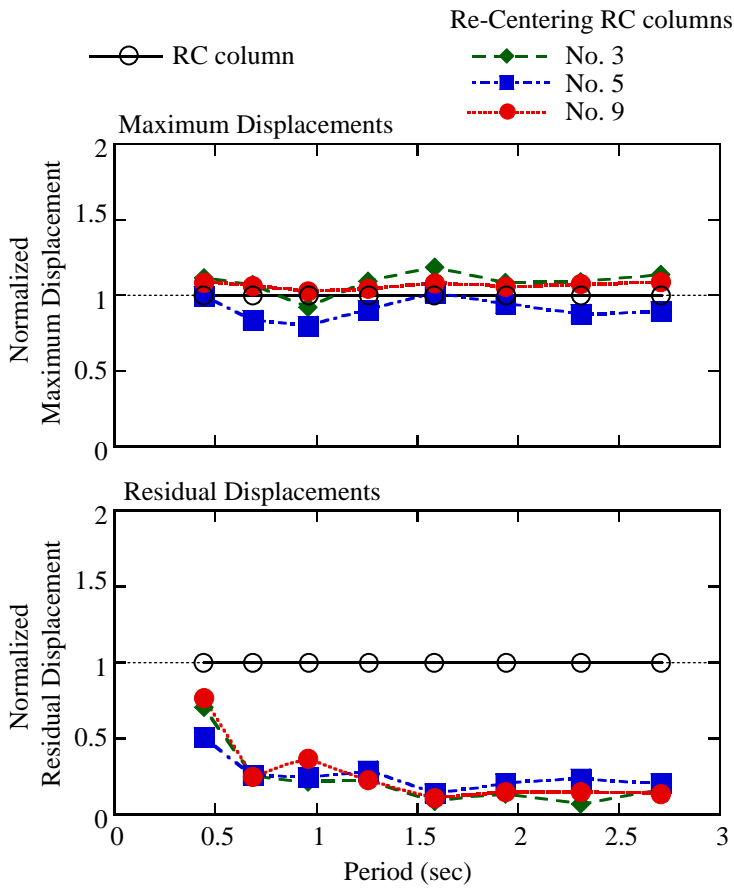 Re-Centering RC columns
RC column
No. 3
No. 5
No. 9
Maximum Displacements
2
1.5
1
0.5
0
Normalized
Maximum Displacement
Residual Displacements
2
1.5
1
0.5
0
Normalized
Residual Displacement
0
0.5
1
1.5
2
2.5
3
Period (sec)